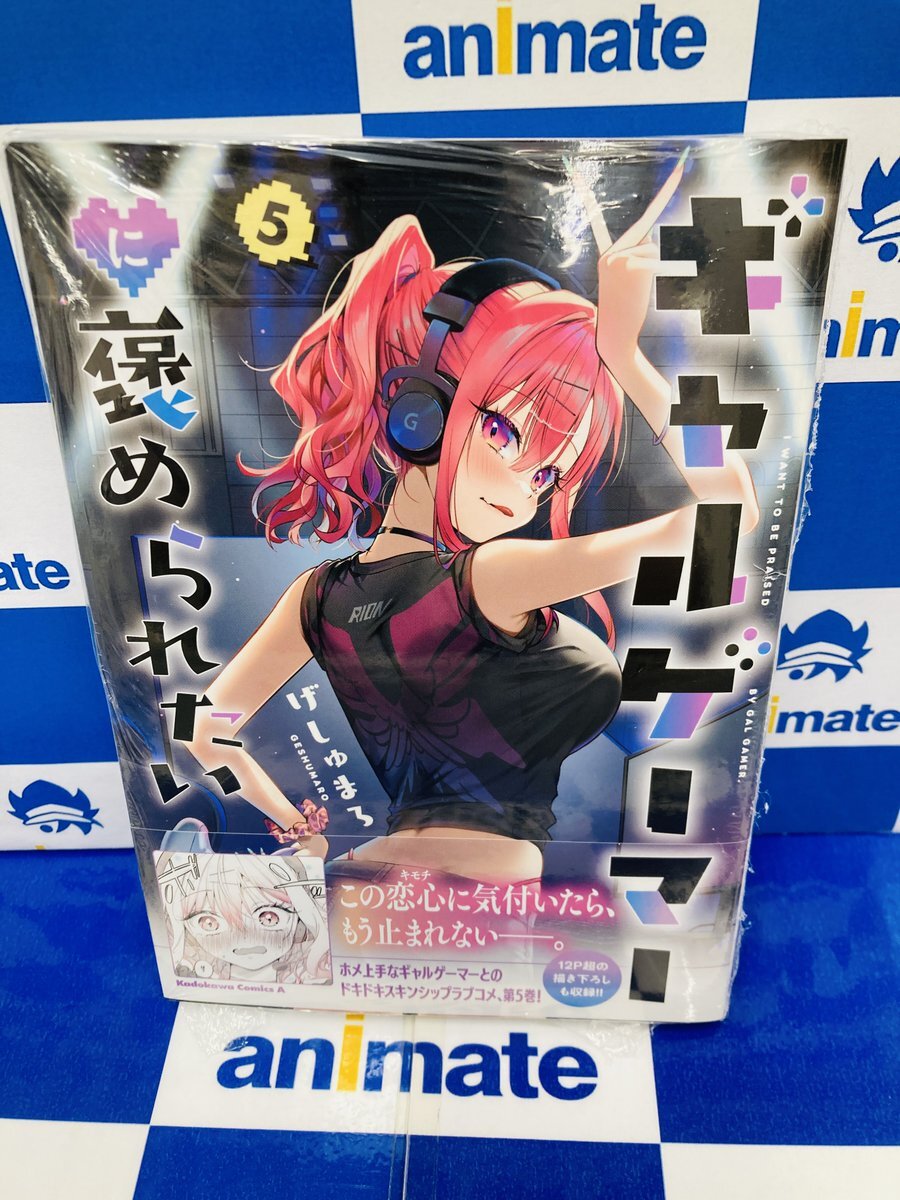 animate
animate
ギャルゲーマー
に褒められたい
5
I WANT TO BE PRAISED
BY GAL GAMER.
G
RION
げしゅまろ
GESHUMARO
ate
animate
キモチ
この恋心に気付いたら、
もう止まれない――。
ホメ上手なギャルゲーマーとの
ドキドキスキンシップラブコメ、第5巻!
12P超の
描き下ろし
も収録!!
Kadokawa Comics A
animate